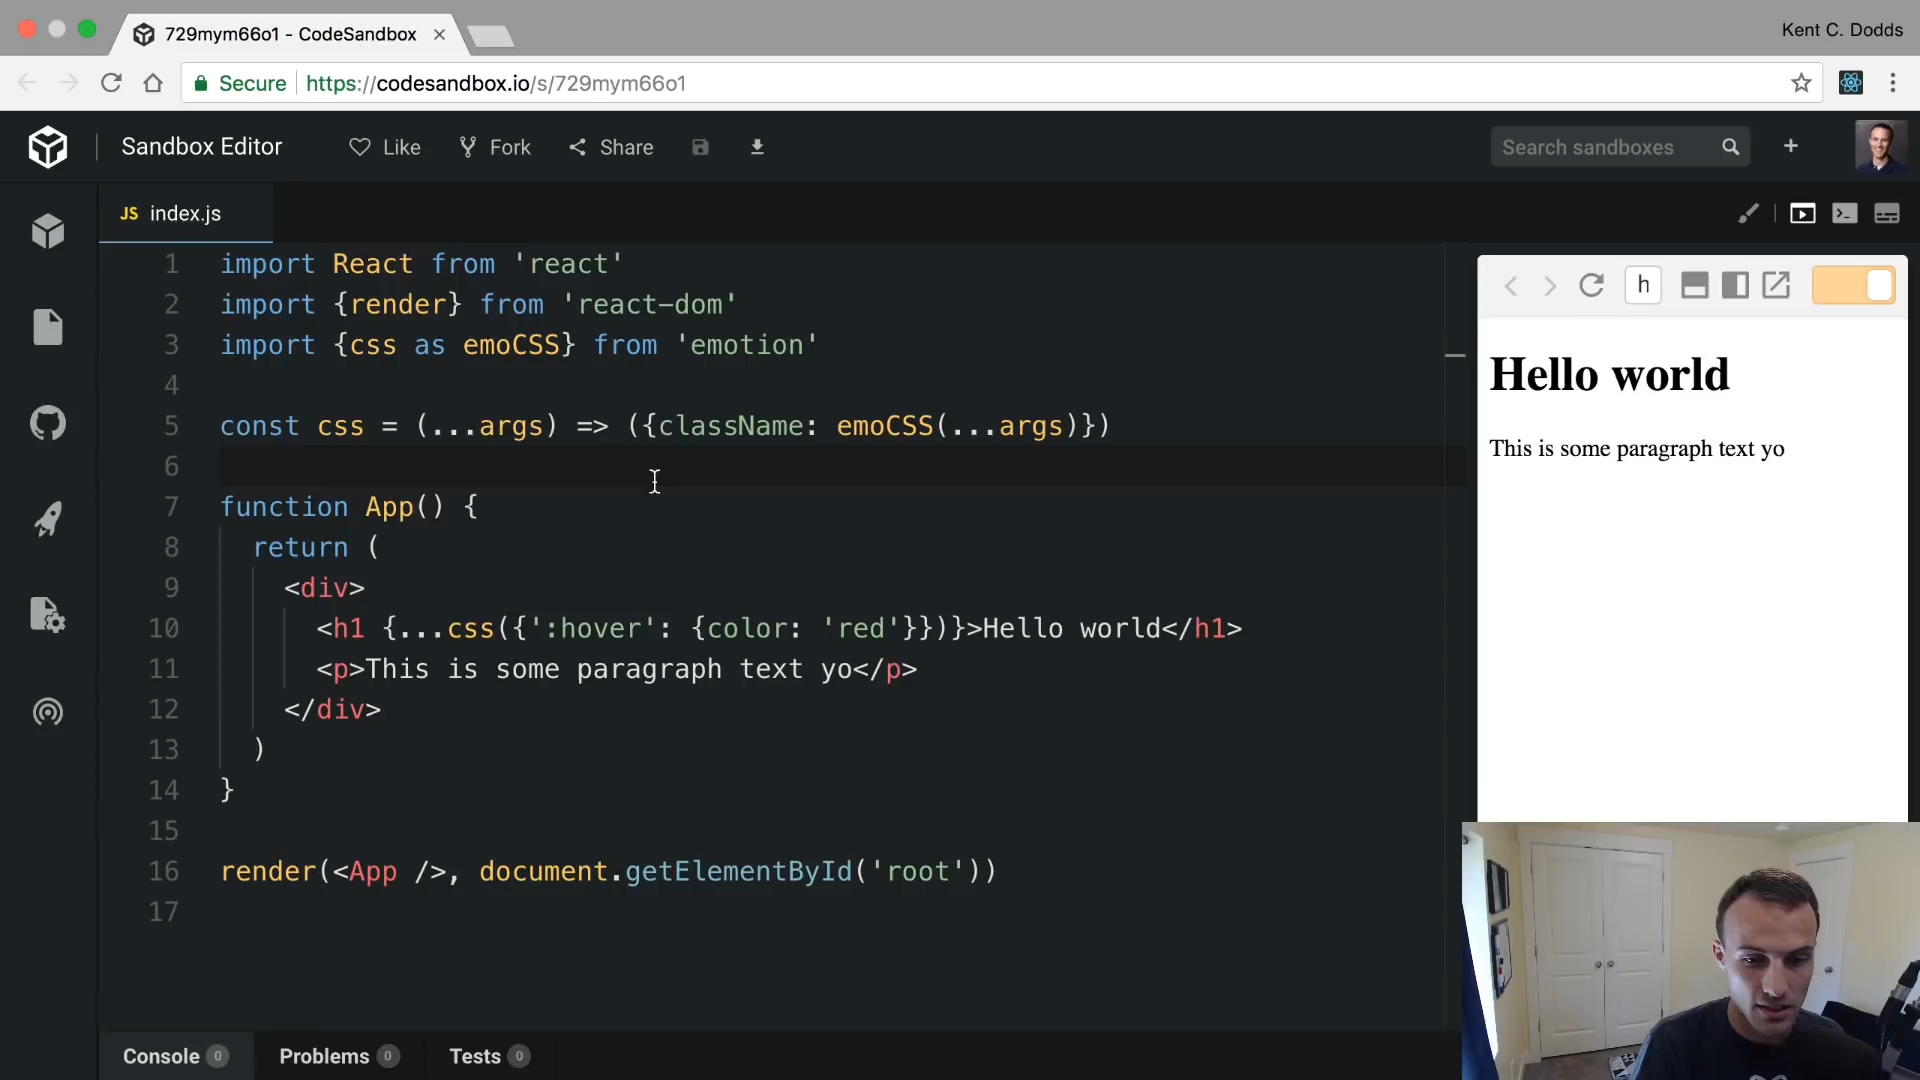 729mym66o1 - CodeSandbox
Kent C. Dodds
Secure https://codesandbox.io/s/729mym66o1
Sandbox Editor Like Fork Share Search sandboxes
JS index.js
1 import React from 'react'
2 import {render} from 'react-dom'
3 import {css as emoCSS} from 'emotion'
4
5 const css = (...args) => ({className: emoCSS(...args)})
6
7 function App() {
8 return (
9 <div>
10 <h1 {...css({':hover': {color: 'red'}})}>Hello world</h1>
11 <p>This is some paragraph text yo</p>
12 </div>
13 )
14 }
15
16 render(<App />, document.getElementById('root'))
17
h
Hello world
This is some paragraph text yo
Console 0 Problems 0 Tests 0